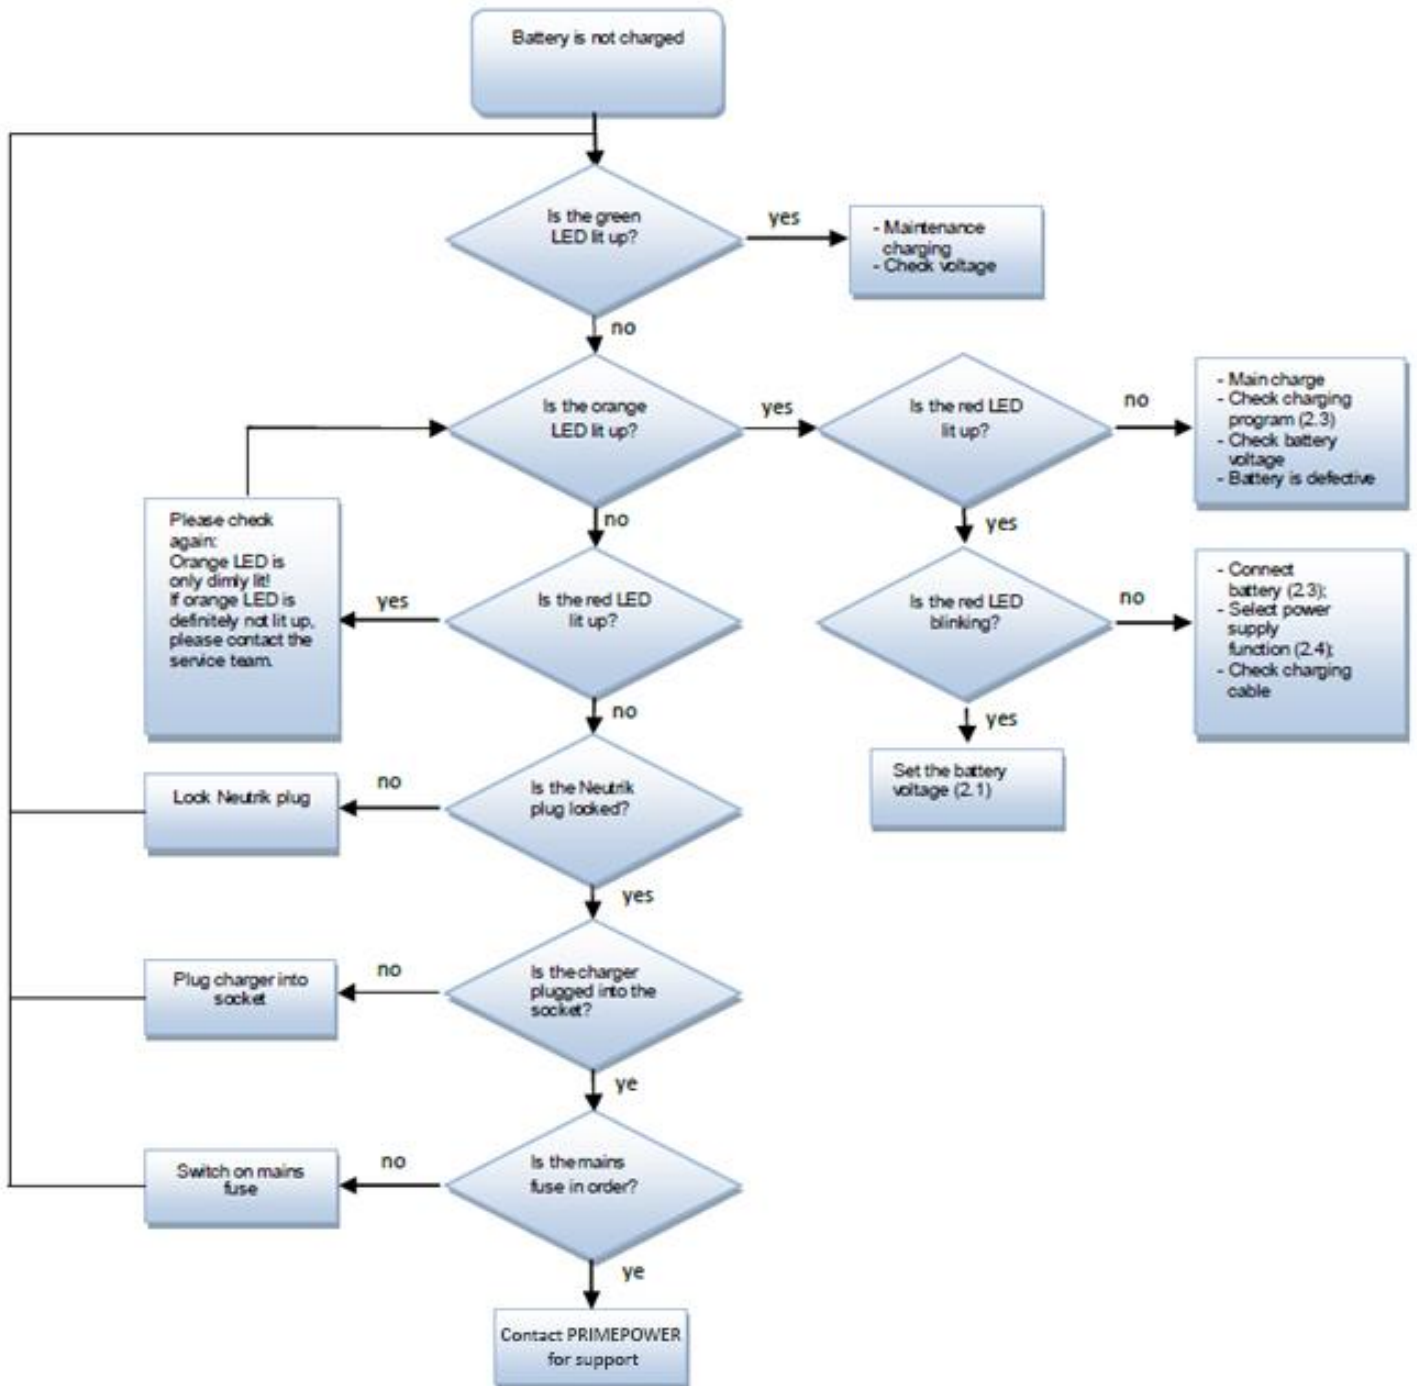 Battery is not charged
Is the green
LED lit up?
yes
- Maintenance
charging
- Check voltage
no
Is the orange
LED lit up?
yes
Is the red LED
lit up?
no
- Main charge
- Check charging
program (2.3)
- Check battery
voltage
- Battery is defective
Please check
again:
Orange LED is
only dimly lit!
If orange LED is
definitely not lit up,
please contact the
service team.
no
yes
yes
Is the red LED
lit up?
Is the red LED
blinking?
no
- Connect
battery (2.3);
- Select power
supply
function (2.4);
- Check charging
cable
no
yes
Set the battery
voltage (2.1)
Lock Neutrik plug
no
Is the Neutrik
plug locked?
yes
Plug charger into
socket
no
Is the charger
plugged into the
socket?
ye
Switch on mains
fuse
no
Is the mains
fuse in order?
ye
Contact PRIMEPOWER
for support